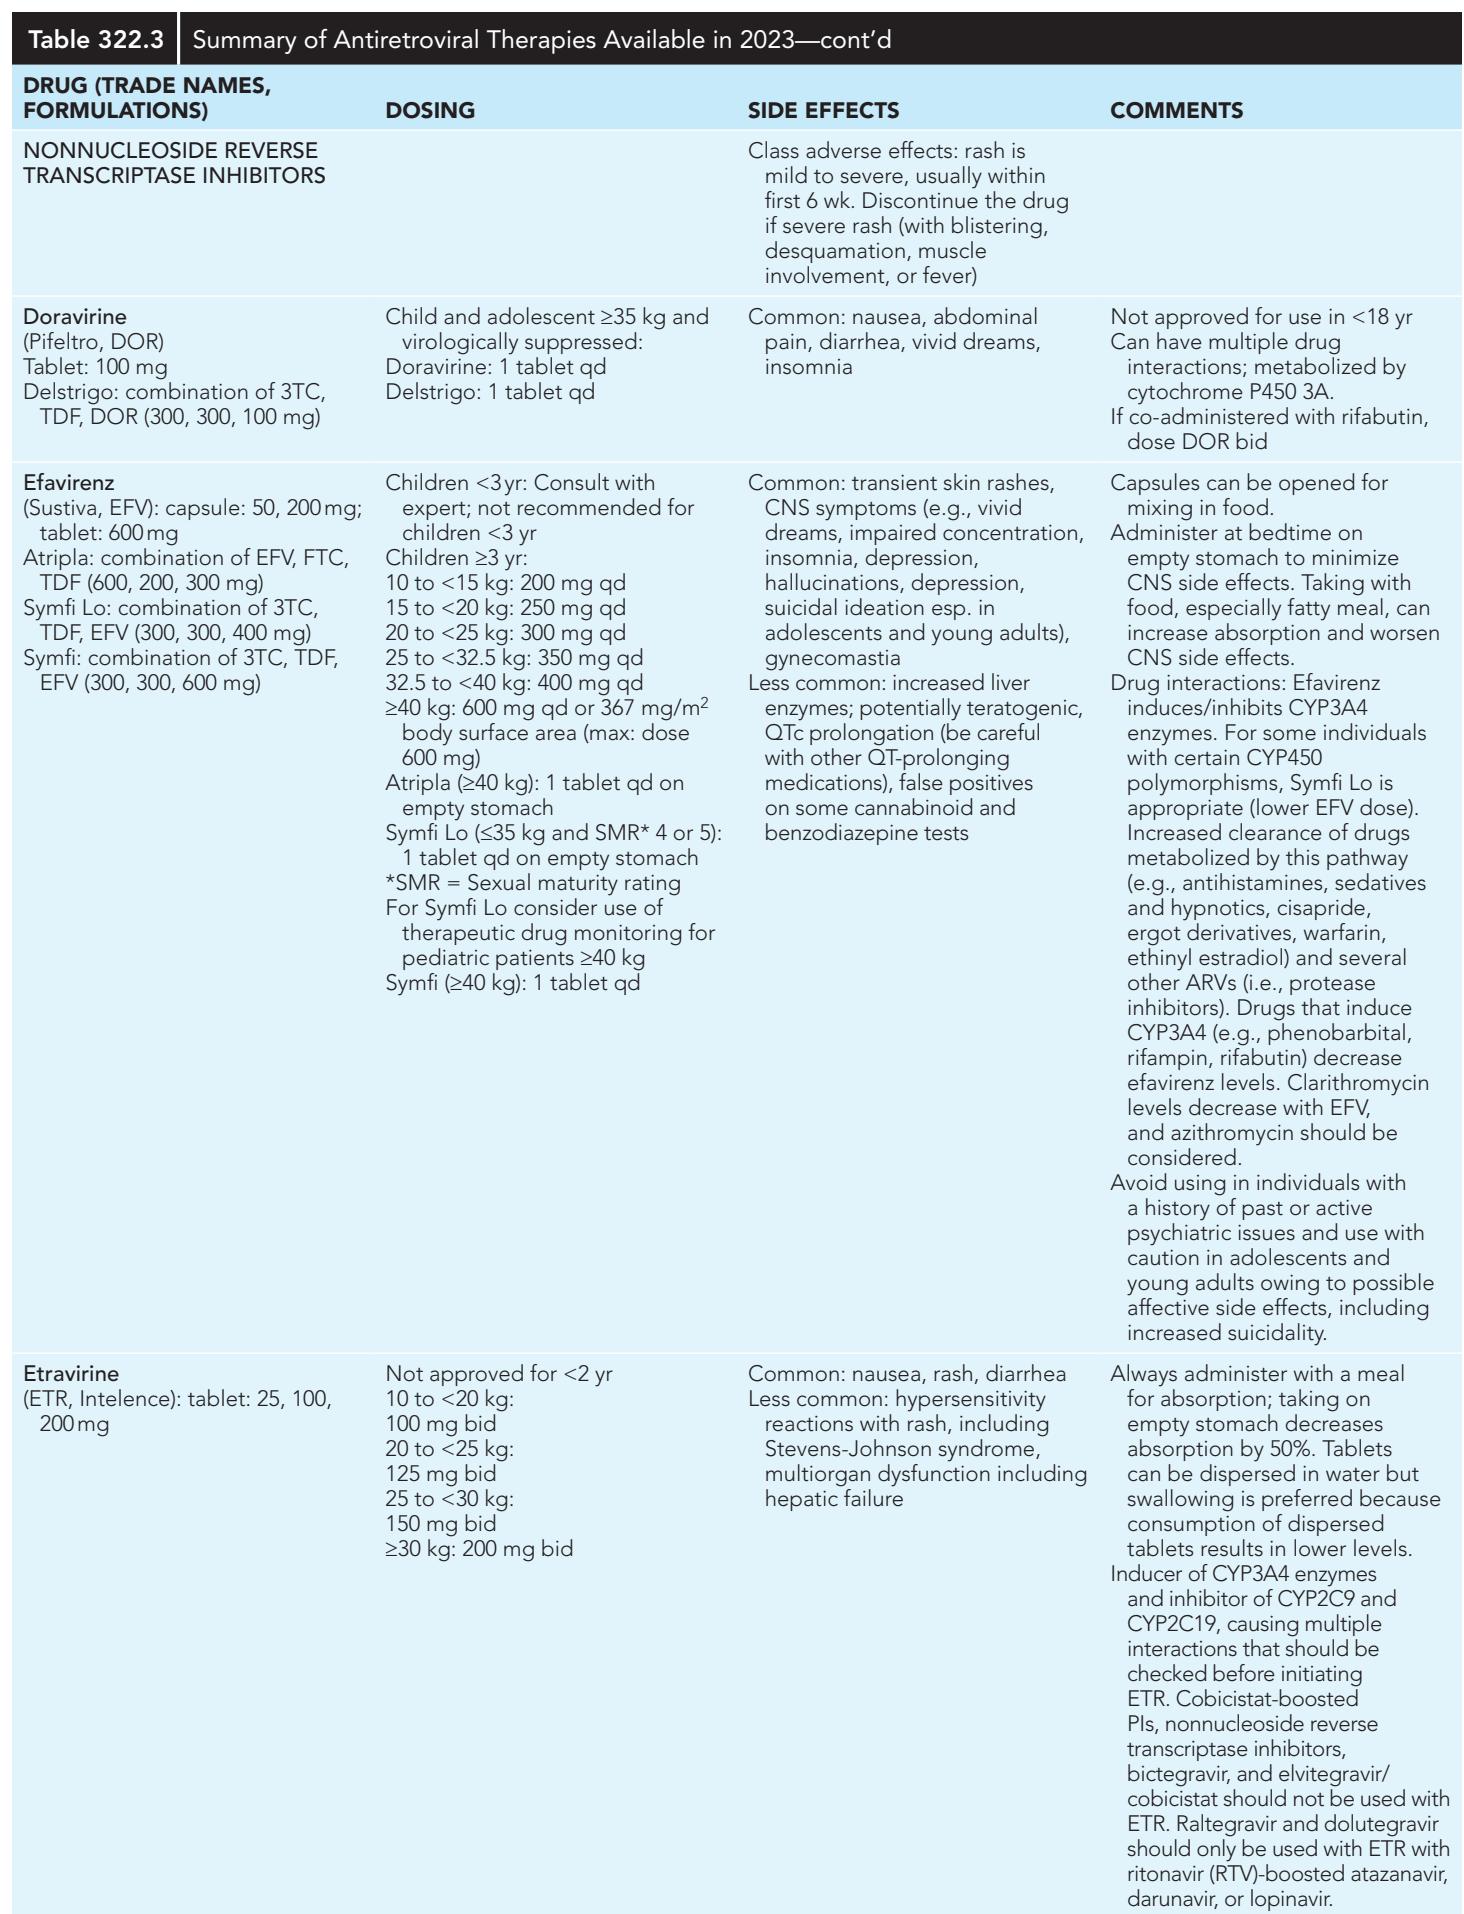 Table 322.3 Summary of Antiretroviral Therapies Available in 2023—cont'd
DRUG (TRADE NAMES,
FORMULATIONS)
DOSING
SIDE EFFECTS
COMMENTS
NONNUCLEOSIDE REVERSE
TRANSCRIPTASE INHIBITORS
Class adverse effects: rash is
mild to severe, usually within
first 6 wk. Discontinue the drug
if severe rash (with blistering,
desquamation, muscle
involvement, or fever)
Doravirine
(Pifeltro, DOR)
Tablet: 100 mg
Delstrigo: combination of 3TC,
TDF, DOR (300, 300, 100 mg)
Child and adolescent ≥35 kg and
virologically suppressed:
Doravirine: 1 tablet qd
Delstrigo: 1 tablet qd
Common: nausea, abdominal
pain, diarrhea, vivid dreams,
insomnia
Not approved for use in <18 yr
Can have multiple drug
interactions; metabolized by
cytochrome P450 3A.
If co-administered with rifabutin,
dose DOR bid
Efavirenz
(Sustiva, EFV): capsule: 50, 200 mg;
tablet: 600 mg
Atripla: combination of EFV, FTC,
TDF (600, 200, 300 mg)
Symfi Lo: combination of 3TC,
TDF, EFV (300, 300, 400 mg)
Symfi: combination of 3TC, TDF,
EFV (300, 300, 600 mg)
Children <3 yr: Consult with
expert; not recommended for
children <3 yr
Children ≥3 yr:
10 to <15 kg: 200 mg qd
15 to <20 kg: 250 mg qd
20 to <25 kg: 300 mg qd
25 to <32.5 kg: 350 mg qd
32.5 to <40 kg: 400 mg qd
≥40 kg: 600 mg qd or 367 mg/m²
body surface area (max: dose
600 mg)
Atripla (≥40 kg): 1 tablet qd on
empty stomach
Symfi Lo (≤35 kg and SMR* 4 or 5):
1 tablet qd on empty stomach
*SMR = Sexual maturity rating
For Symfi Lo consider use of
therapeutic drug monitoring for
pediatric patients ≥40 kg
Symfi (≥40 kg): 1 tablet qd
Common: transient skin rashes,
CNS symptoms (e.g., vivid
dreams, impaired concentration,
insomnia, depression,
hallucinations, depression,
suicidal ideation esp. in
adolescents and young adults),
gynecomastia
Less common: increased liver
enzymes; potentially teratogenic,
QTc prolongation (be careful
with other QT-prolonging
medications), false positives
on some cannabinoid and
benzodiazepine tests
Capsules can be opened for
mixing in food.
Administer at bedtime on
empty stomach to minimize
CNS side effects. Taking with
food, especially fatty meal, can
increase absorption and worsen
CNS side effects.
Drug interactions: Efavirenz
induces/inhibits CYP3A4
enzymes. For some individuals
with certain CYP450
polymorphisms, Symfi Lo is
appropriate (lower EFV dose).
Increased clearance of drugs
metabolized by this pathway
(e.g., antihistamines, sedatives
and hypnotics, cisapride,
ergot derivatives, warfarin,
ethinyl estradiol) and several
other ARVs (i.e., protease
inhibitors). Drugs that induce
CYP3A4 (e.g., phenobarbital,
rifampin, rifabutin) decrease
efavirenz levels. Clarithromycin
levels decrease with EFV,
and azithromycin should be
considered.
Avoid using in individuals with
a history of past or active
psychiatric issues and use with
caution in adolescents and
young adults owing to possible
affective side effects, including
increased suicidality.
Etravirine
(ETR, Intelence): tablet: 25, 100,
200 mg
Not approved for <2 yr
10 to <20 kg:
100 mg bid
20 to <25 kg:
125 mg bid
25 to <30 kg:
150 mg bid
≥30 kg: 200 mg bid
Common: nausea, rash, diarrhea
Less common: hypersensitivity
reactions with rash, including
Stevens-Johnson syndrome,
multiorgan dysfunction including
hepatic failure
Always administer with a meal
for absorption; taking on
empty stomach decreases
absorption by 50%. Tablets
can be dispersed in water but
swallowing is preferred because
consumption of dispersed
tablets results in lower levels.
Inducer of CYP3A4 enzymes
and inhibitor of CYP2C9 and
CYP2C19, causing multiple
interactions that should be
checked before initiating
ETR. Cobicistat-boosted
PIs, nonnucleoside reverse
transcriptase inhibitors,
bictegravir, and elvitegravir/
cobicistat should not be used with
ETR. Raltegravir and dolutegravir
should only be used with ETR with
ritonavir (RTV)-boosted atazanavir,
darunavir, or lopinavir.